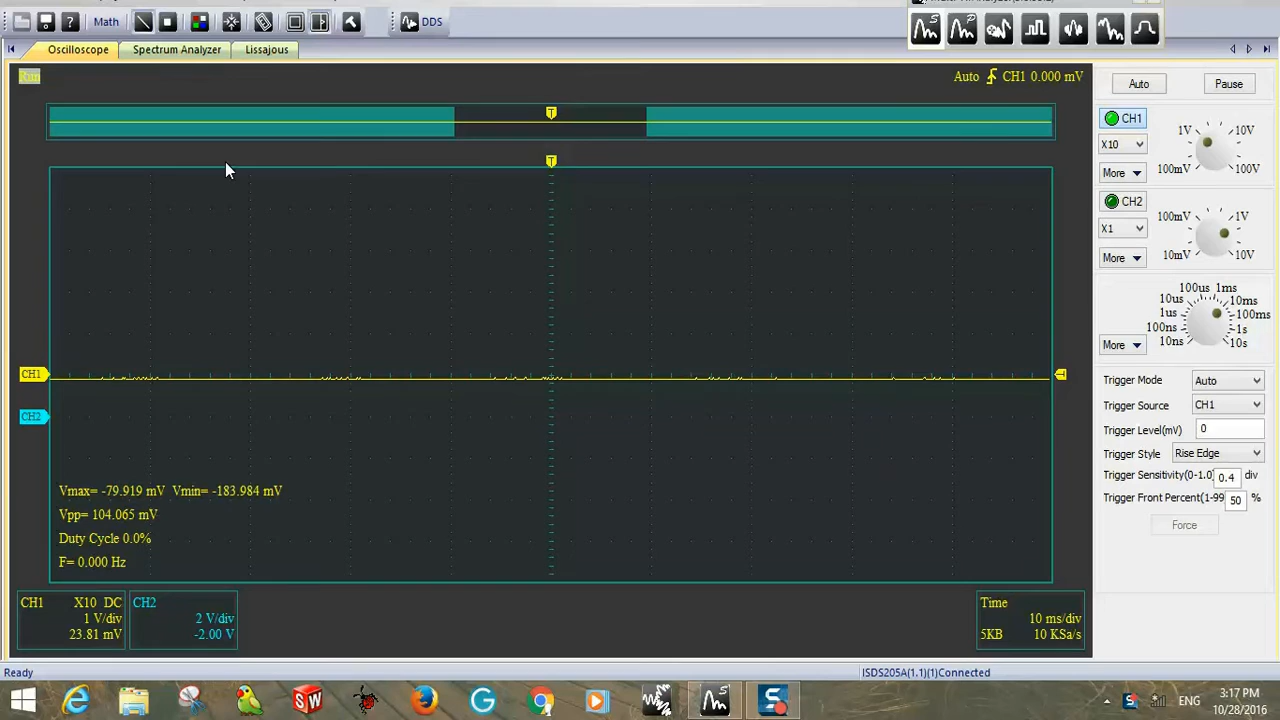 Math
DDS
Oscilloscope
Spectrum Analyzer
Lissajous
Run
Auto
CH1 0.000 mV
T
T
Auto
Pause
CH1
X10
More
1V
10V
100mV
100V
CH2
X1
More
100mV
1V
10mV
10V
100us 1ms
10us
10ms
1us
100ms
100ns
1s
10ns
10s
More
CH1
CH2
Trigger Mode
Auto
Trigger Source
CH1
Trigger Level(mV)
0
Trigger Style
Rise Edge
Trigger Sensitivity(0-1.0)
0.4
div
Trigger Front Percent(1-99
50
%
Force
Vmin= -183.984 mV
Vpp= 104.065 mV
Duty Cycle 0.0%
F= 0.000 Hz
CH1 X10 DC
1 V/div
23.81 mV
CH2
2 V/div
-2.00 V
Time
10 ms/div
5KB 10 KSa/s
Ready
ISDS205A(1.1)(1)Connected
SW
G
S
ENG
3:17 PM
10/28/2016